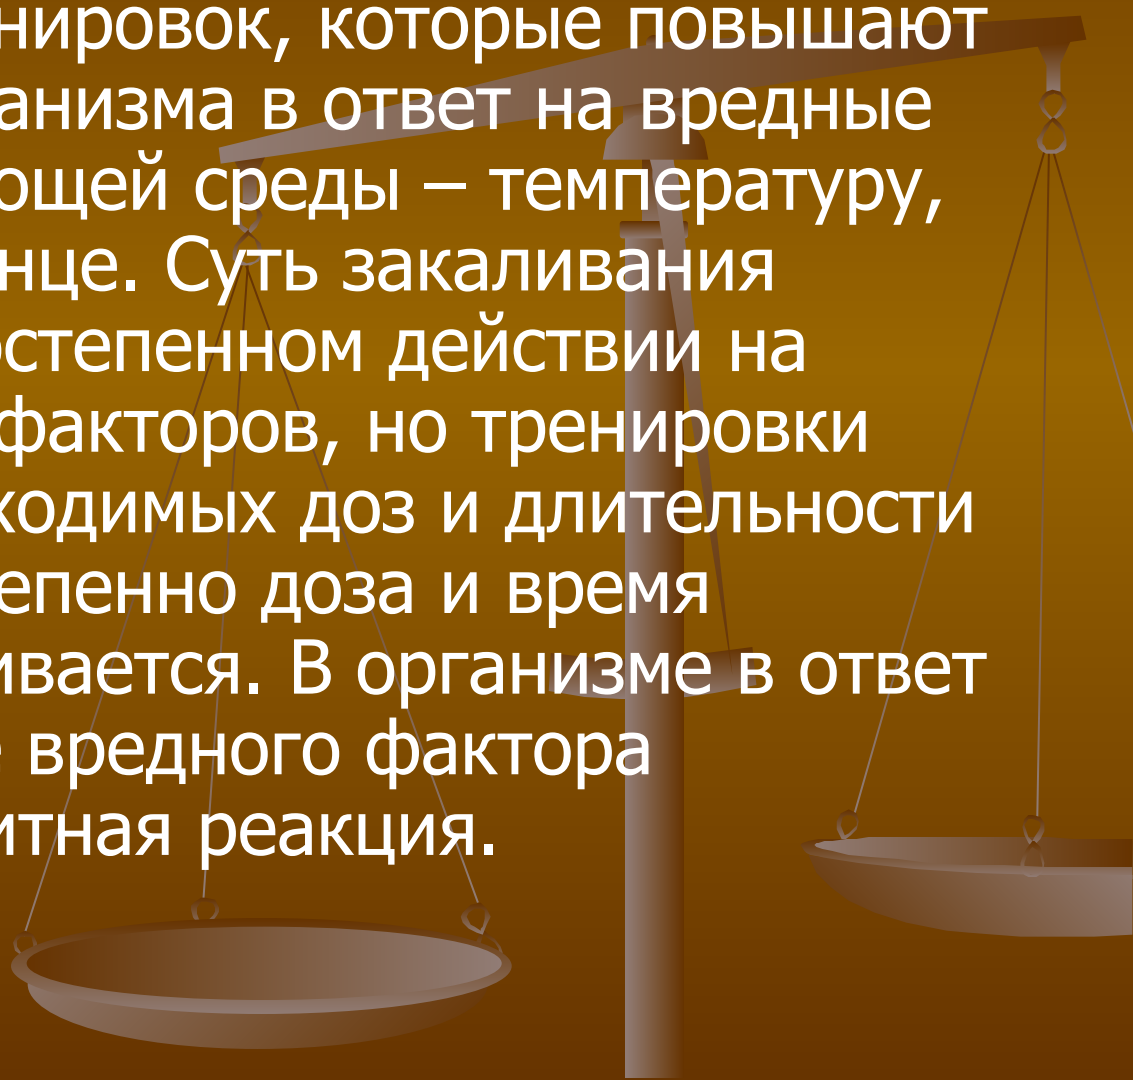 нировок, которые повышают
анизма в ответ на вредные
ющей среды – температуру,
нце. Суть закаливания
остепенном действии на
факторов, но тренировки
ходимых доз и длительности
епенно доза и время
ивается. В организме в ответ
е вредного фактора
итная реакция.